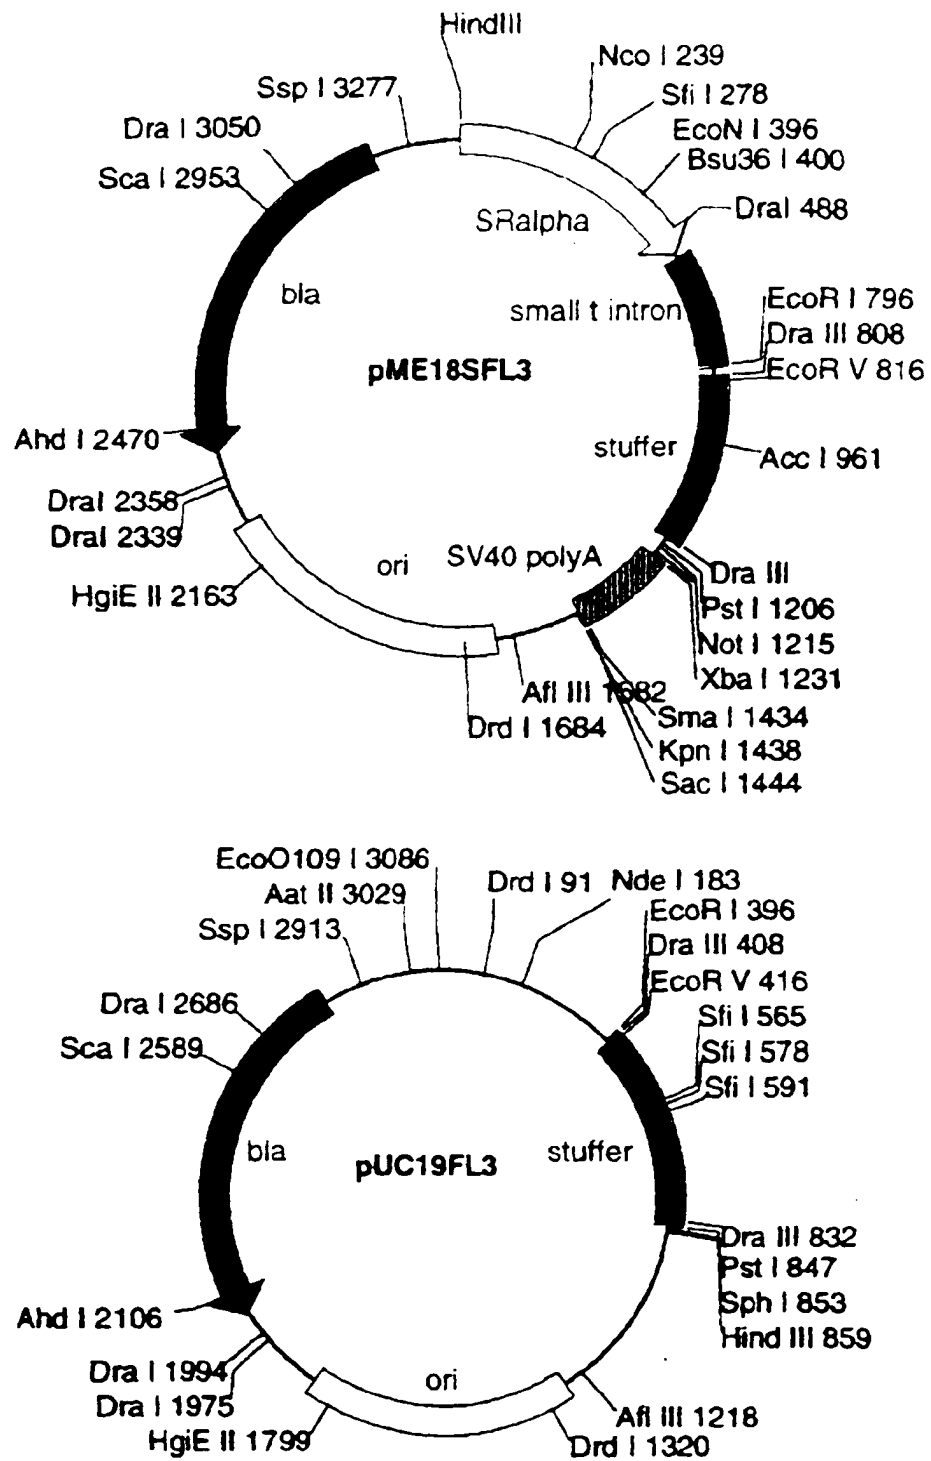 HindIII
Nco I 239
Ssp I 3277
Sfi I 278
Dra I 3050
EcoN I 396
Bsu36 I 400
Sca I 2953
DraI 488
SRalpha
bla
EcoR I 796
small t intron
Dra III 808
pME18SFL3
EcoR V 816
Ahd I 2470
stuffer
Acc I 961
DraI 2358
DraI 2339
ori
SV40 polyA
Dra III
HgiE II 2163
Pst I 1206
Not I 1215
Xba I 1231
Afl III 1682
Sma I 1434
Drd I 1684
Kpn I 1438
Sac I 1444
EcoO109 I 3086
Drd I 91
Nde I 183
Aat II 3029
EcoR I 396
Ssp I 2913
Dra III 408
EcoR V 416
Dra I 2686
Sfi I 565
Sca I 2589
Sfi I 578
Sfi I 591
bla
pUC19FL3
stuffer
Dra III 832
Pst I 847
Sph I 853
Ahd I 2106
Hind III 859
Dra I 1994
ori
Dra I 1975
Afl III 1218
HgiE II 1799
Drd I 1320